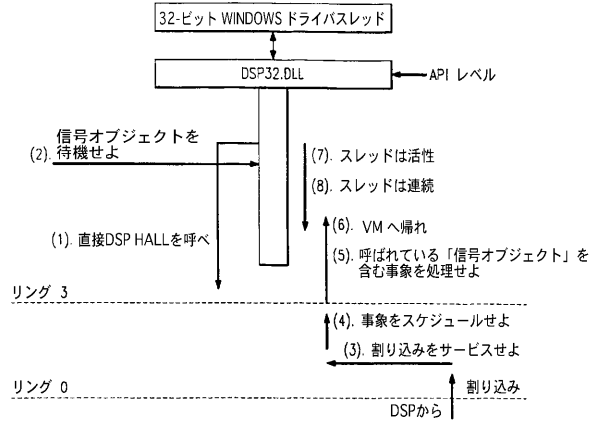 32-ビット WINDOWS ドライバスレッド
DSP32.DLL
API レベル
(2). 信号オブジェクトを
待機せよ
(7). スレッドは活性
(8). スレッドは連続
(1). 直接DSP HALLを呼べ
(6). VM へ帰れ
(5). 呼ばれている「信号オブジェクト」を
含む事象を処理せよ
リング 3
(4). 事象をスケジュールせよ
(3). 割り込みをサービスせよ
リング 0
割り込み
DSPから